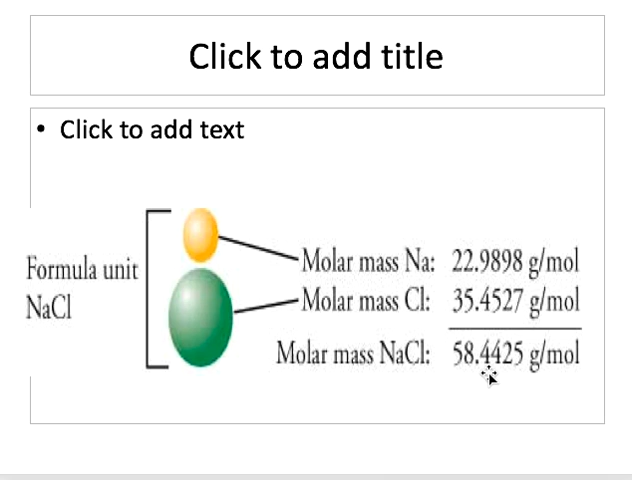 Click to add title
• Click to add text
Formula unit
NaCl
Molar mass Na: 22.9898 g/mol
Molar mass Cl: 35.4527 g/mol
Molar mass NaCl: 58.4425 g/mol